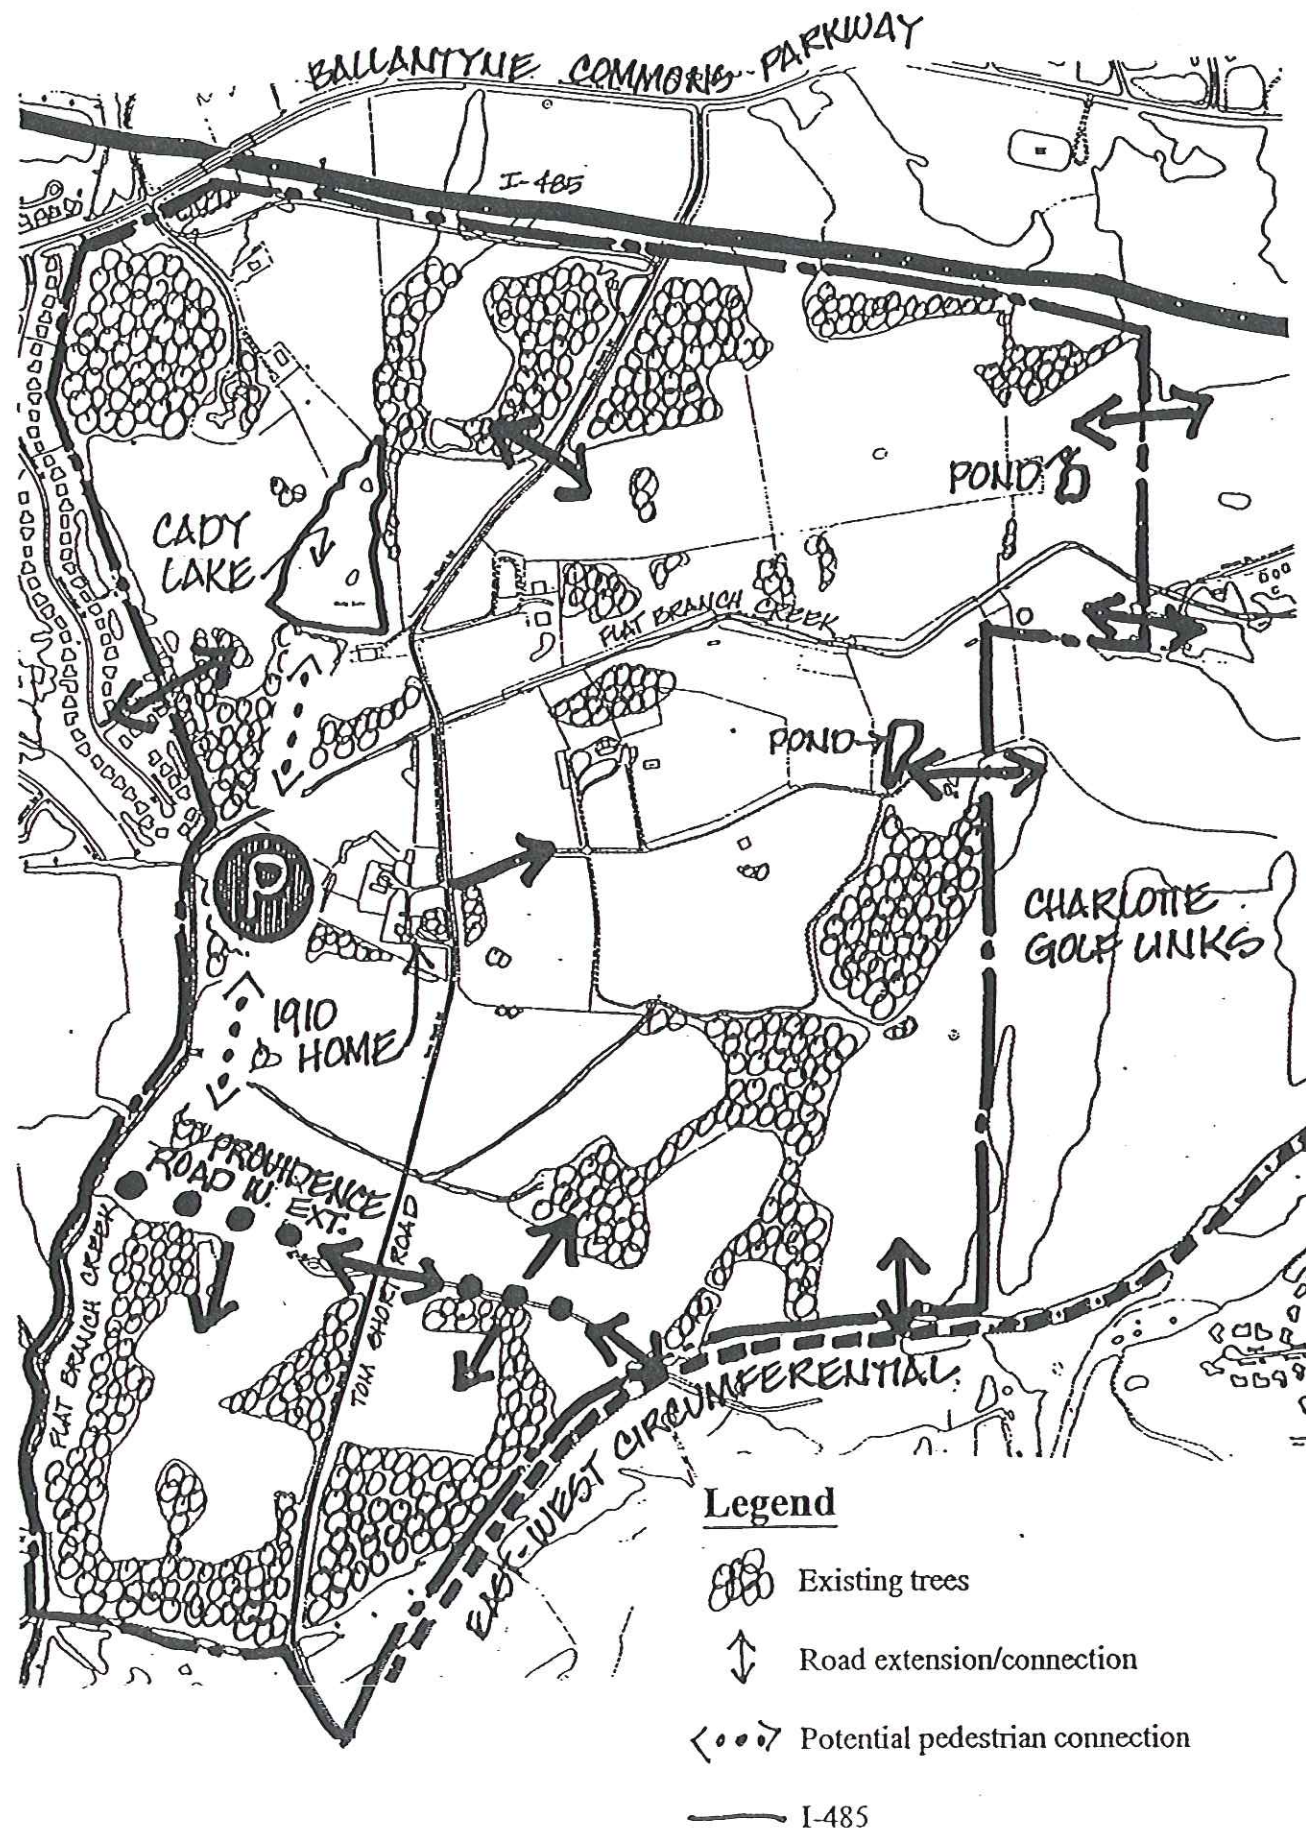 BALLANTYNE COMMONS PARKWAY
I-485
POND
CADY
LAKE
FLAT BRANCH CREEK
POND
P
CHARLOTTE
GOLF LINKS
1910
HOME
PROVIDENCE
ROAD W. EXT.
FLAT BRANCH CREEK
TOM SHORT ROAD
EAST-WEST CIRCUMFERENTIAL
Legend
Existing trees
Road extension/connection
Potential pedestrian connection
I-485